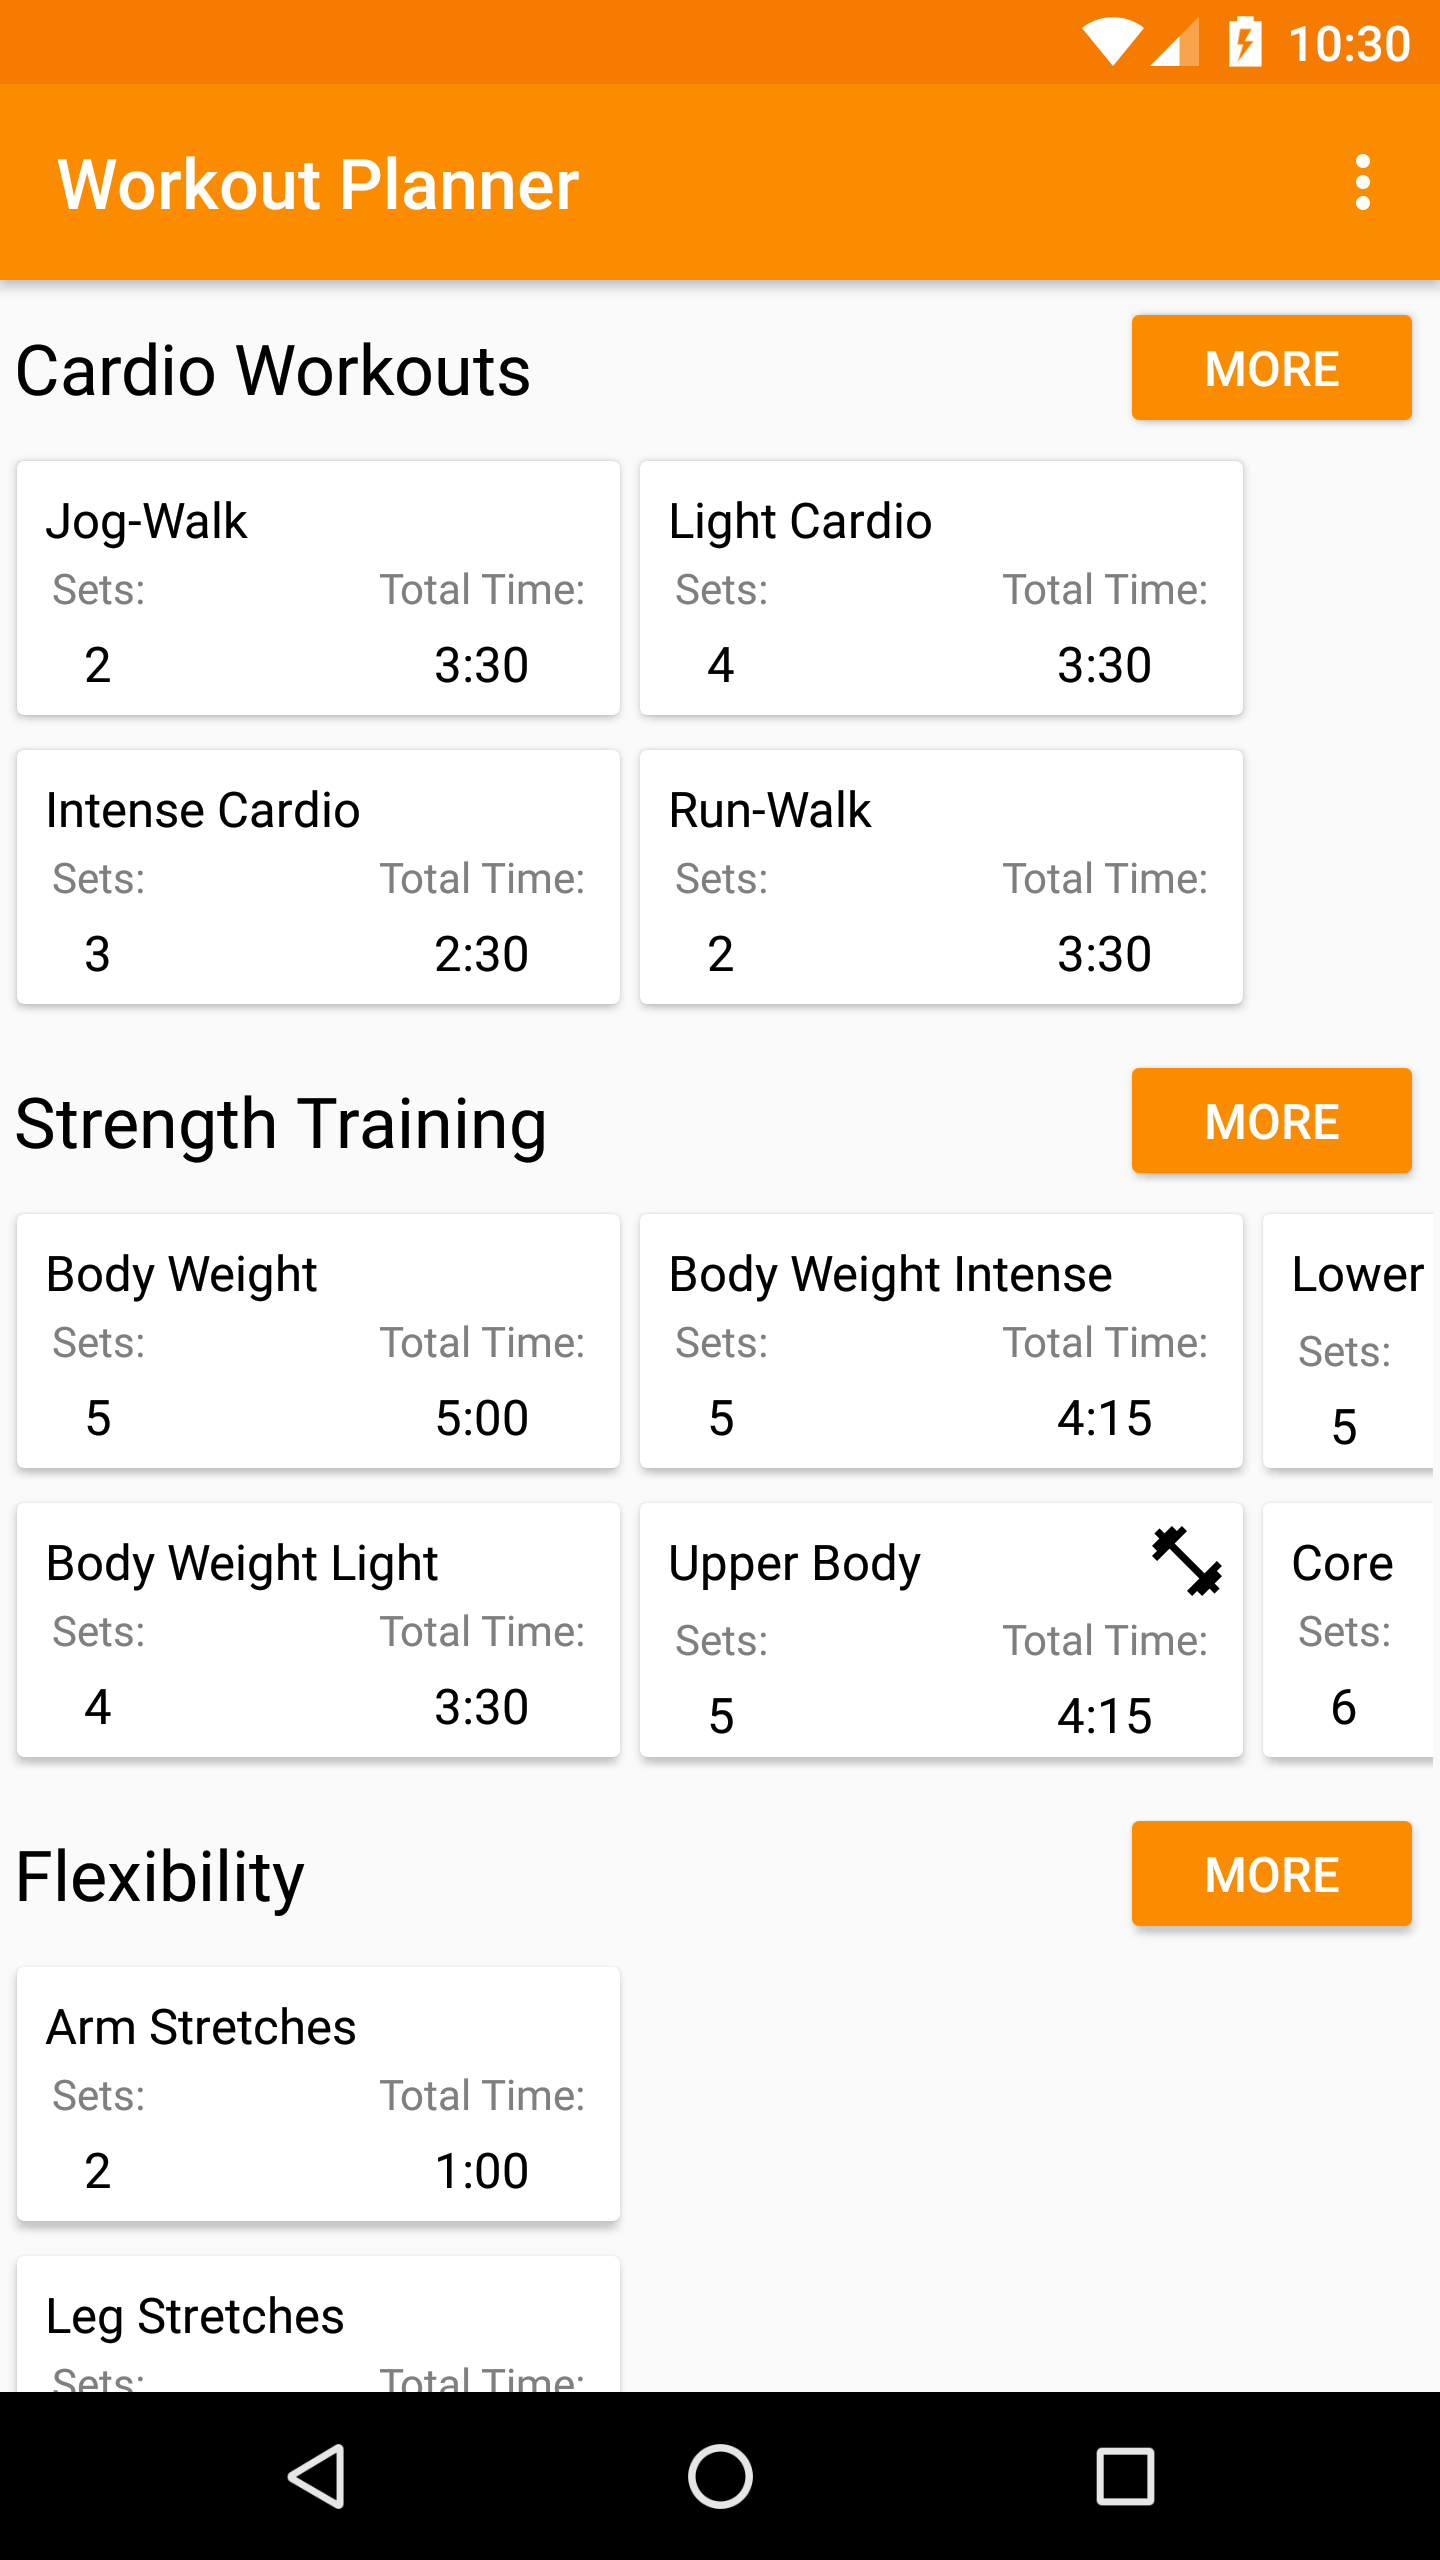 10:30
Workout Planner
Cardio Workouts
MORE
Jog-Walk
Sets: Total Time:
2 3:30
Light Cardio
Sets: Total Time:
4 3:30
Intense Cardio
Sets: Total Time:
3 2:30
Run-Walk
Sets: Total Time:
2 3:30
Strength Training
MORE
Body Weight
Sets: Total Time:
5 5:00
Body Weight Intense
Sets: Total Time:
5 4:15
Lower
Sets:
5
Body Weight Light
Sets: Total Time:
4 3:30
Upper Body
Sets: Total Time:
5 4:15
Core
Sets:
6
Flexibility
MORE
Arm Stretches
Sets: Total Time:
2 1:00
Leg Stretches
Sets: Total Time: